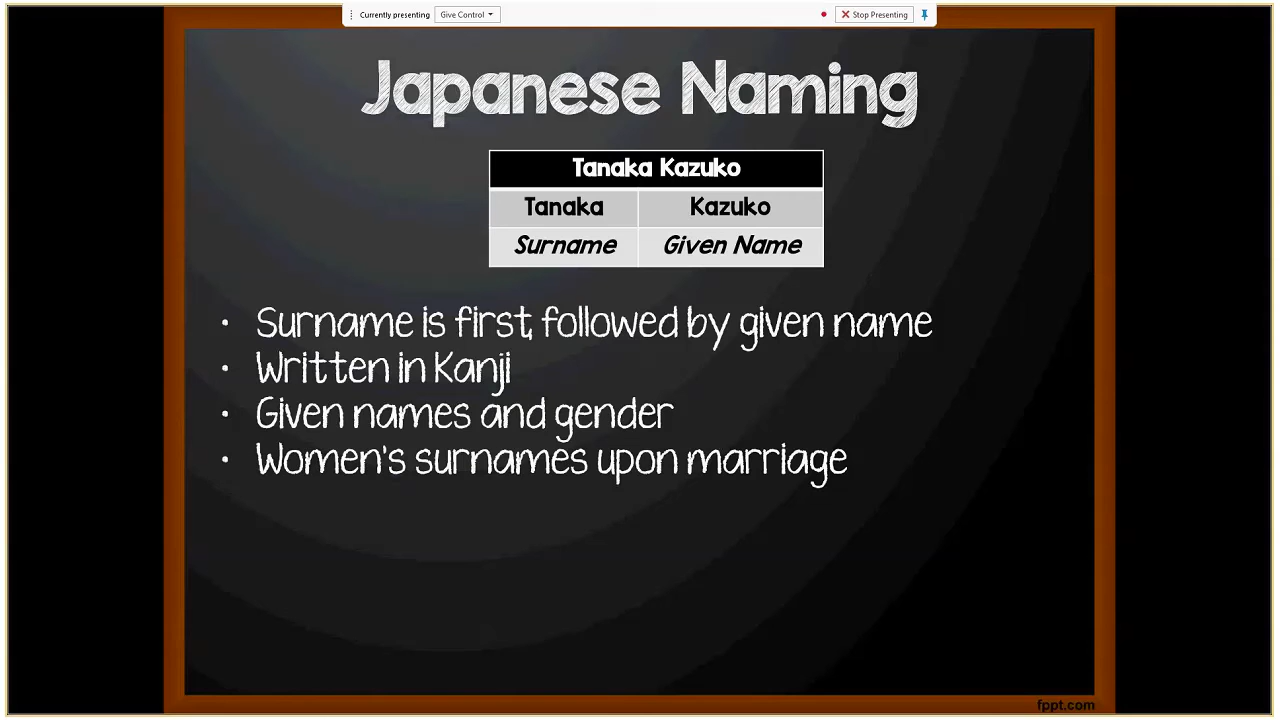 Currently presenting Give Control Stop Presenting
Japanese Naming
Tanaka Kazuko
Tanaka Kazuko
Surname Given Name
• Surname is first, followed by given name
• Written in Kanji
• Given names and gender
• Women's surnames upon marriage
fppt.com